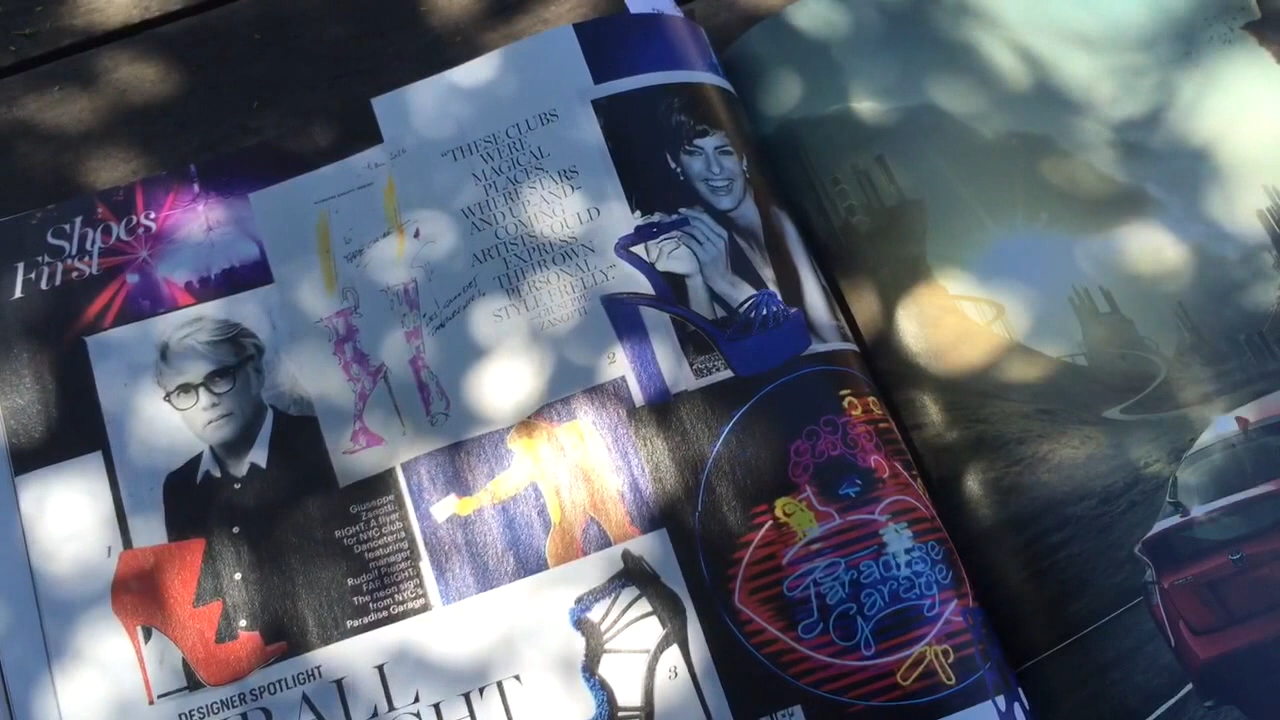 Shoes
First
"THESE CLUBS
WERE
MAGICAL
PLACES,
WHERE STARS
AND UP-AND-
COMING
ARTISTS COULD
EXPRESS
THEIR OWN
PERSONAL
STYLE FREELY."
—GIUSEPPE
ZANOTTI
2
1
Giuseppe
Zanotti.
RIGHT: A flyer
for NYC club
Danceteria
featuring
manager
Rudolf Pieper.
FAR RIGHT:
The neon sign
from NYC's
Paradise Garage
Paradise
Garage
3
DESIGNER SPOTLIGHT